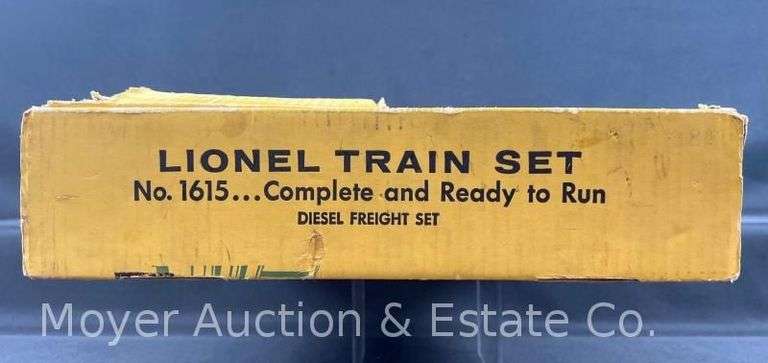 LIONEL TRAIN SET
No. 1615...Complete and Ready to Run
DIESEL FREIGHT SET
Moyer Auction & Estate Co.